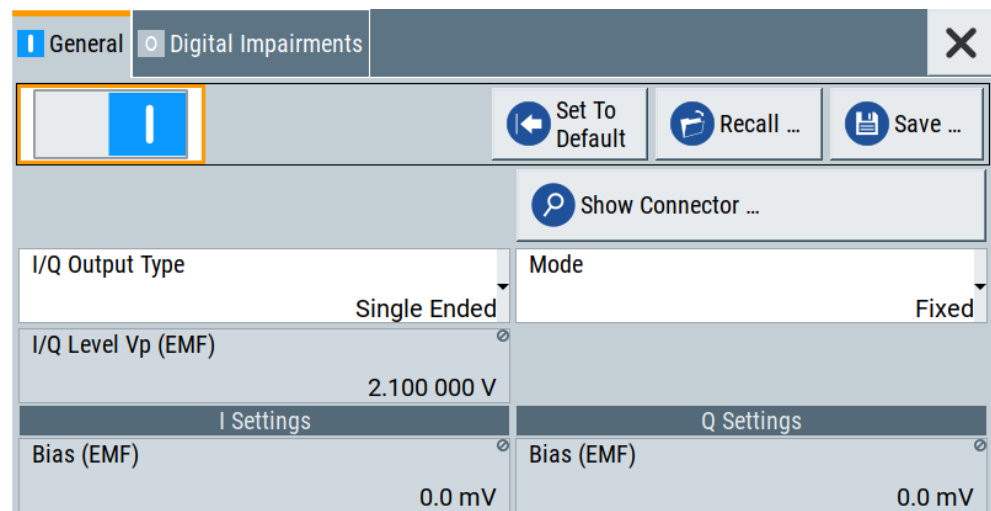 General
Digital Impairments
Set To
Default
Recall ...
Save ...
Show Connector ...
I/Q Output Type
Single Ended
Mode
Fixed
I/Q Level Vp (EMF)
2.100 000 V
I Settings
Q Settings
Bias (EMF)
0.0 mV
Bias (EMF)
0.0 mV